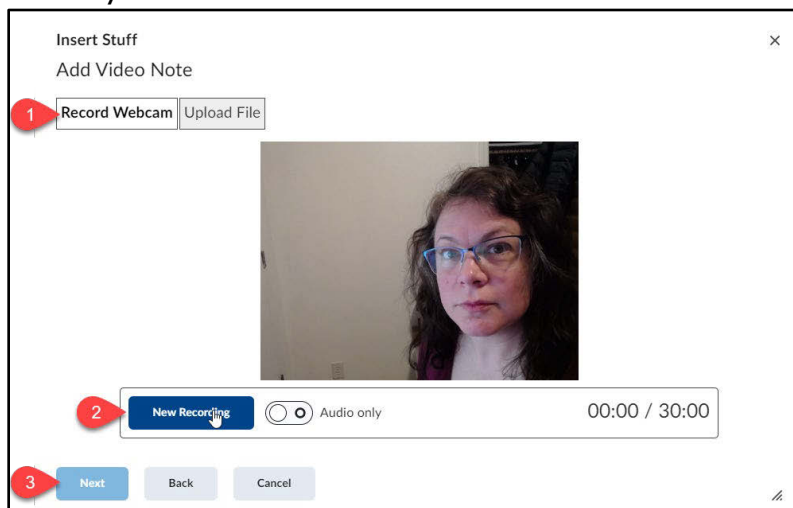 Insert Stuff
Add Video Note
1 Record Webcam Upload File
2 New Recording Audio only 00:00 / 30:00
3 Next Back Cancel